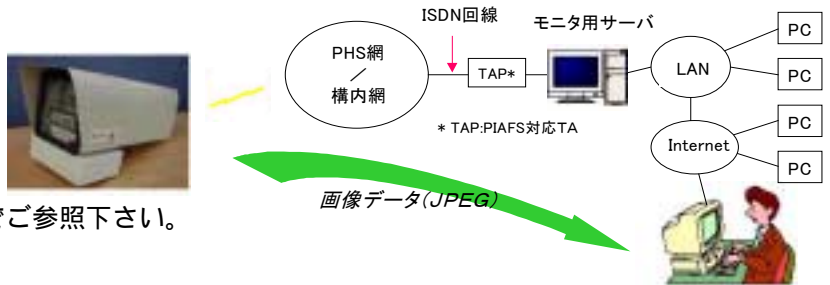 ISDN回線
モニタ用サーバ
PC
PHS網
／
構内網
TAP*
LAN
PC
* TAP:PIAFS対応TA
Internet
PC
PC
画像データ(JPEG)
ご参照下さい。